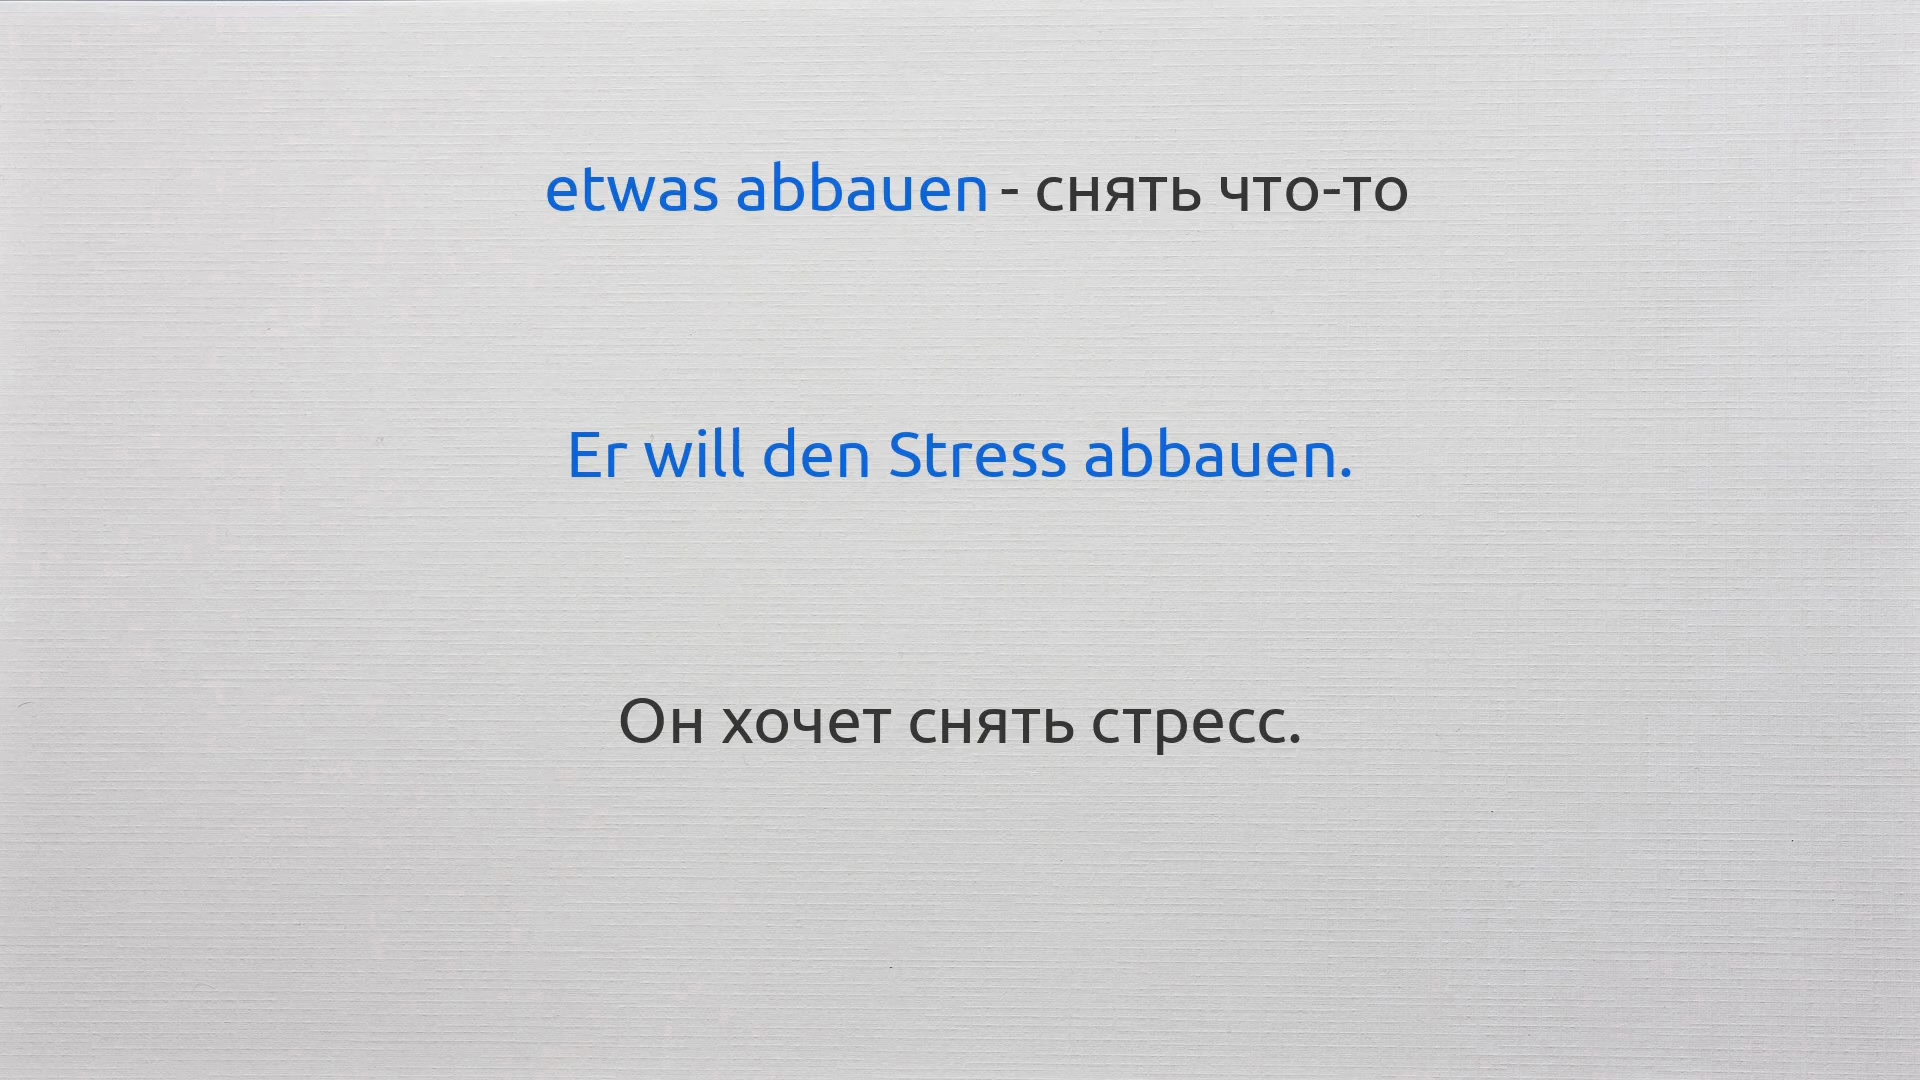 etwas abbauen - снять что-то
Er will den Stress abbauen.
Он хочет снять стресс.